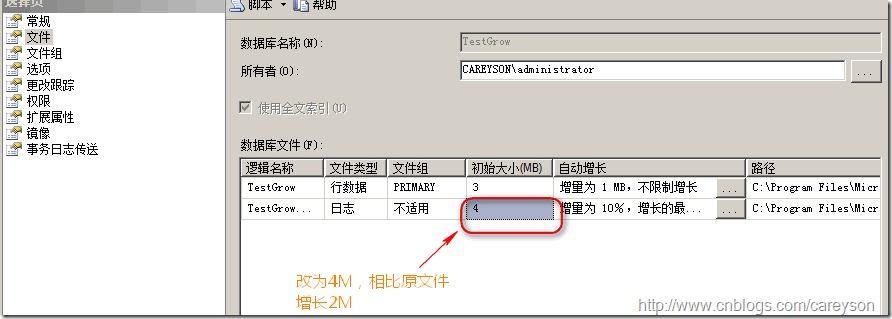 选择页
脚本 帮助
常规
文件
文件组
选项
更改跟踪
权限
扩展属性
镜像
事务日志传送
数据库名称(N): TestGrow
所有者(O): CAREYSON\administrator ...
使用全文索引(U)
数据库文件(F):
逻辑名称 文件类型 文件组 初始大小(MB) 自动增长 路径
TestGrow 行数据 PRIMARY 3 增量为 1 MB，不限制增长 ... C:\Program Files\Micr
TestGrow... 日志 不适用 4 增量为 10%，增长的最... ... C:\Program Files\Micr
改为4M，相比原文件
增长2M
http://www.cnblogs.com/careyson